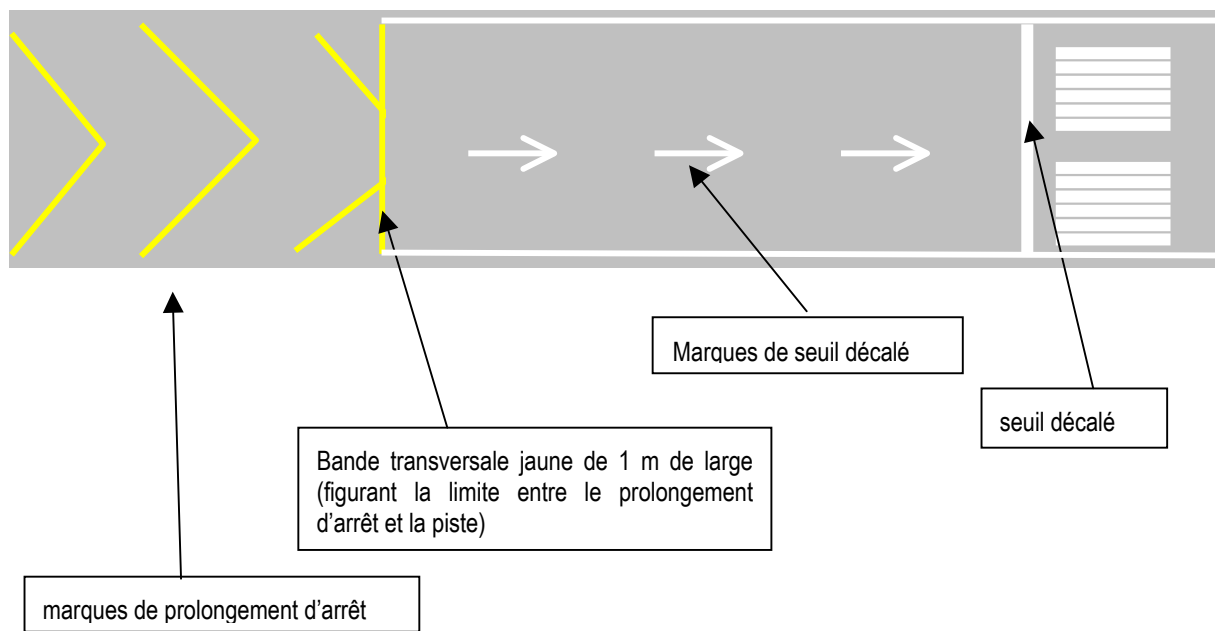 Marques de seuil décalé
seuil décalé
Bande transversale jaune de 1 m de large
(figurant la limite entre le prolongement
d’arrêt et la piste)
marques de prolongement d’arrêt